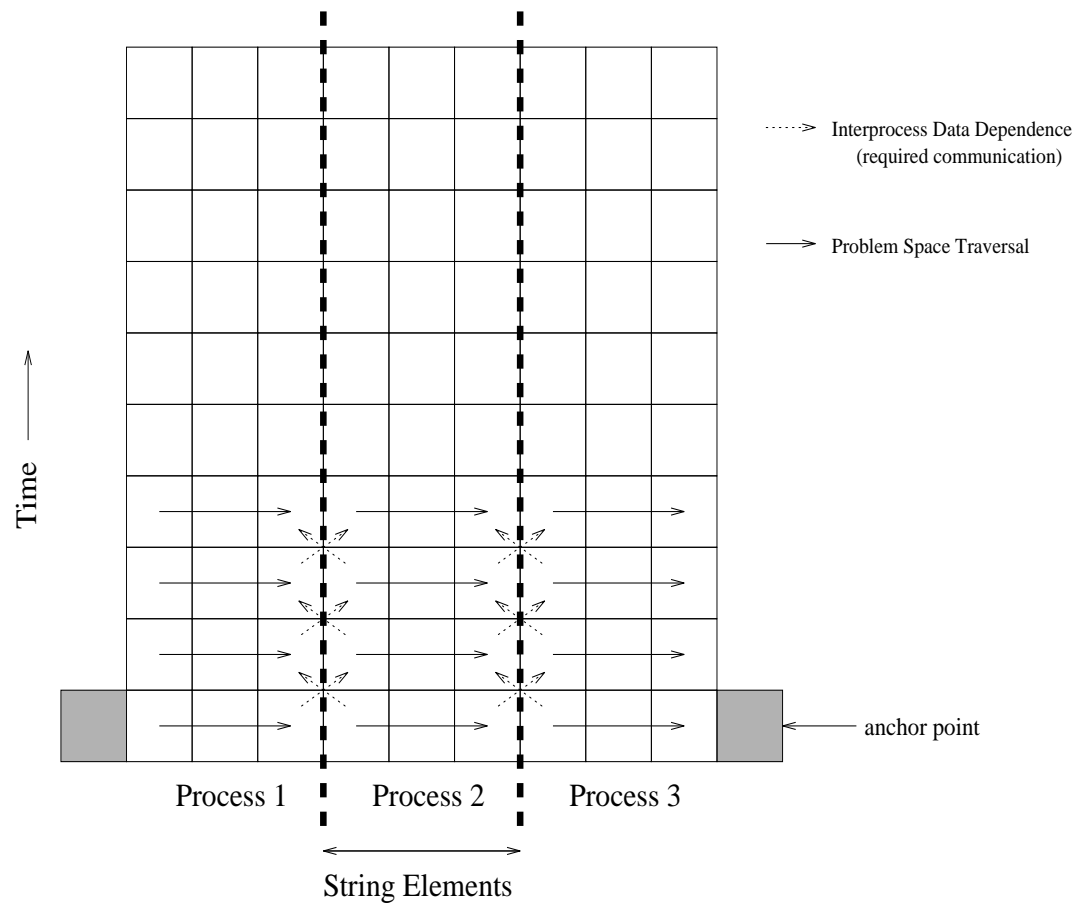 Interprocess Data Dependence
(required communication)
Problem Space Traversal
Time
anchor point
Process 1
Process 2
Process 3
String Elements